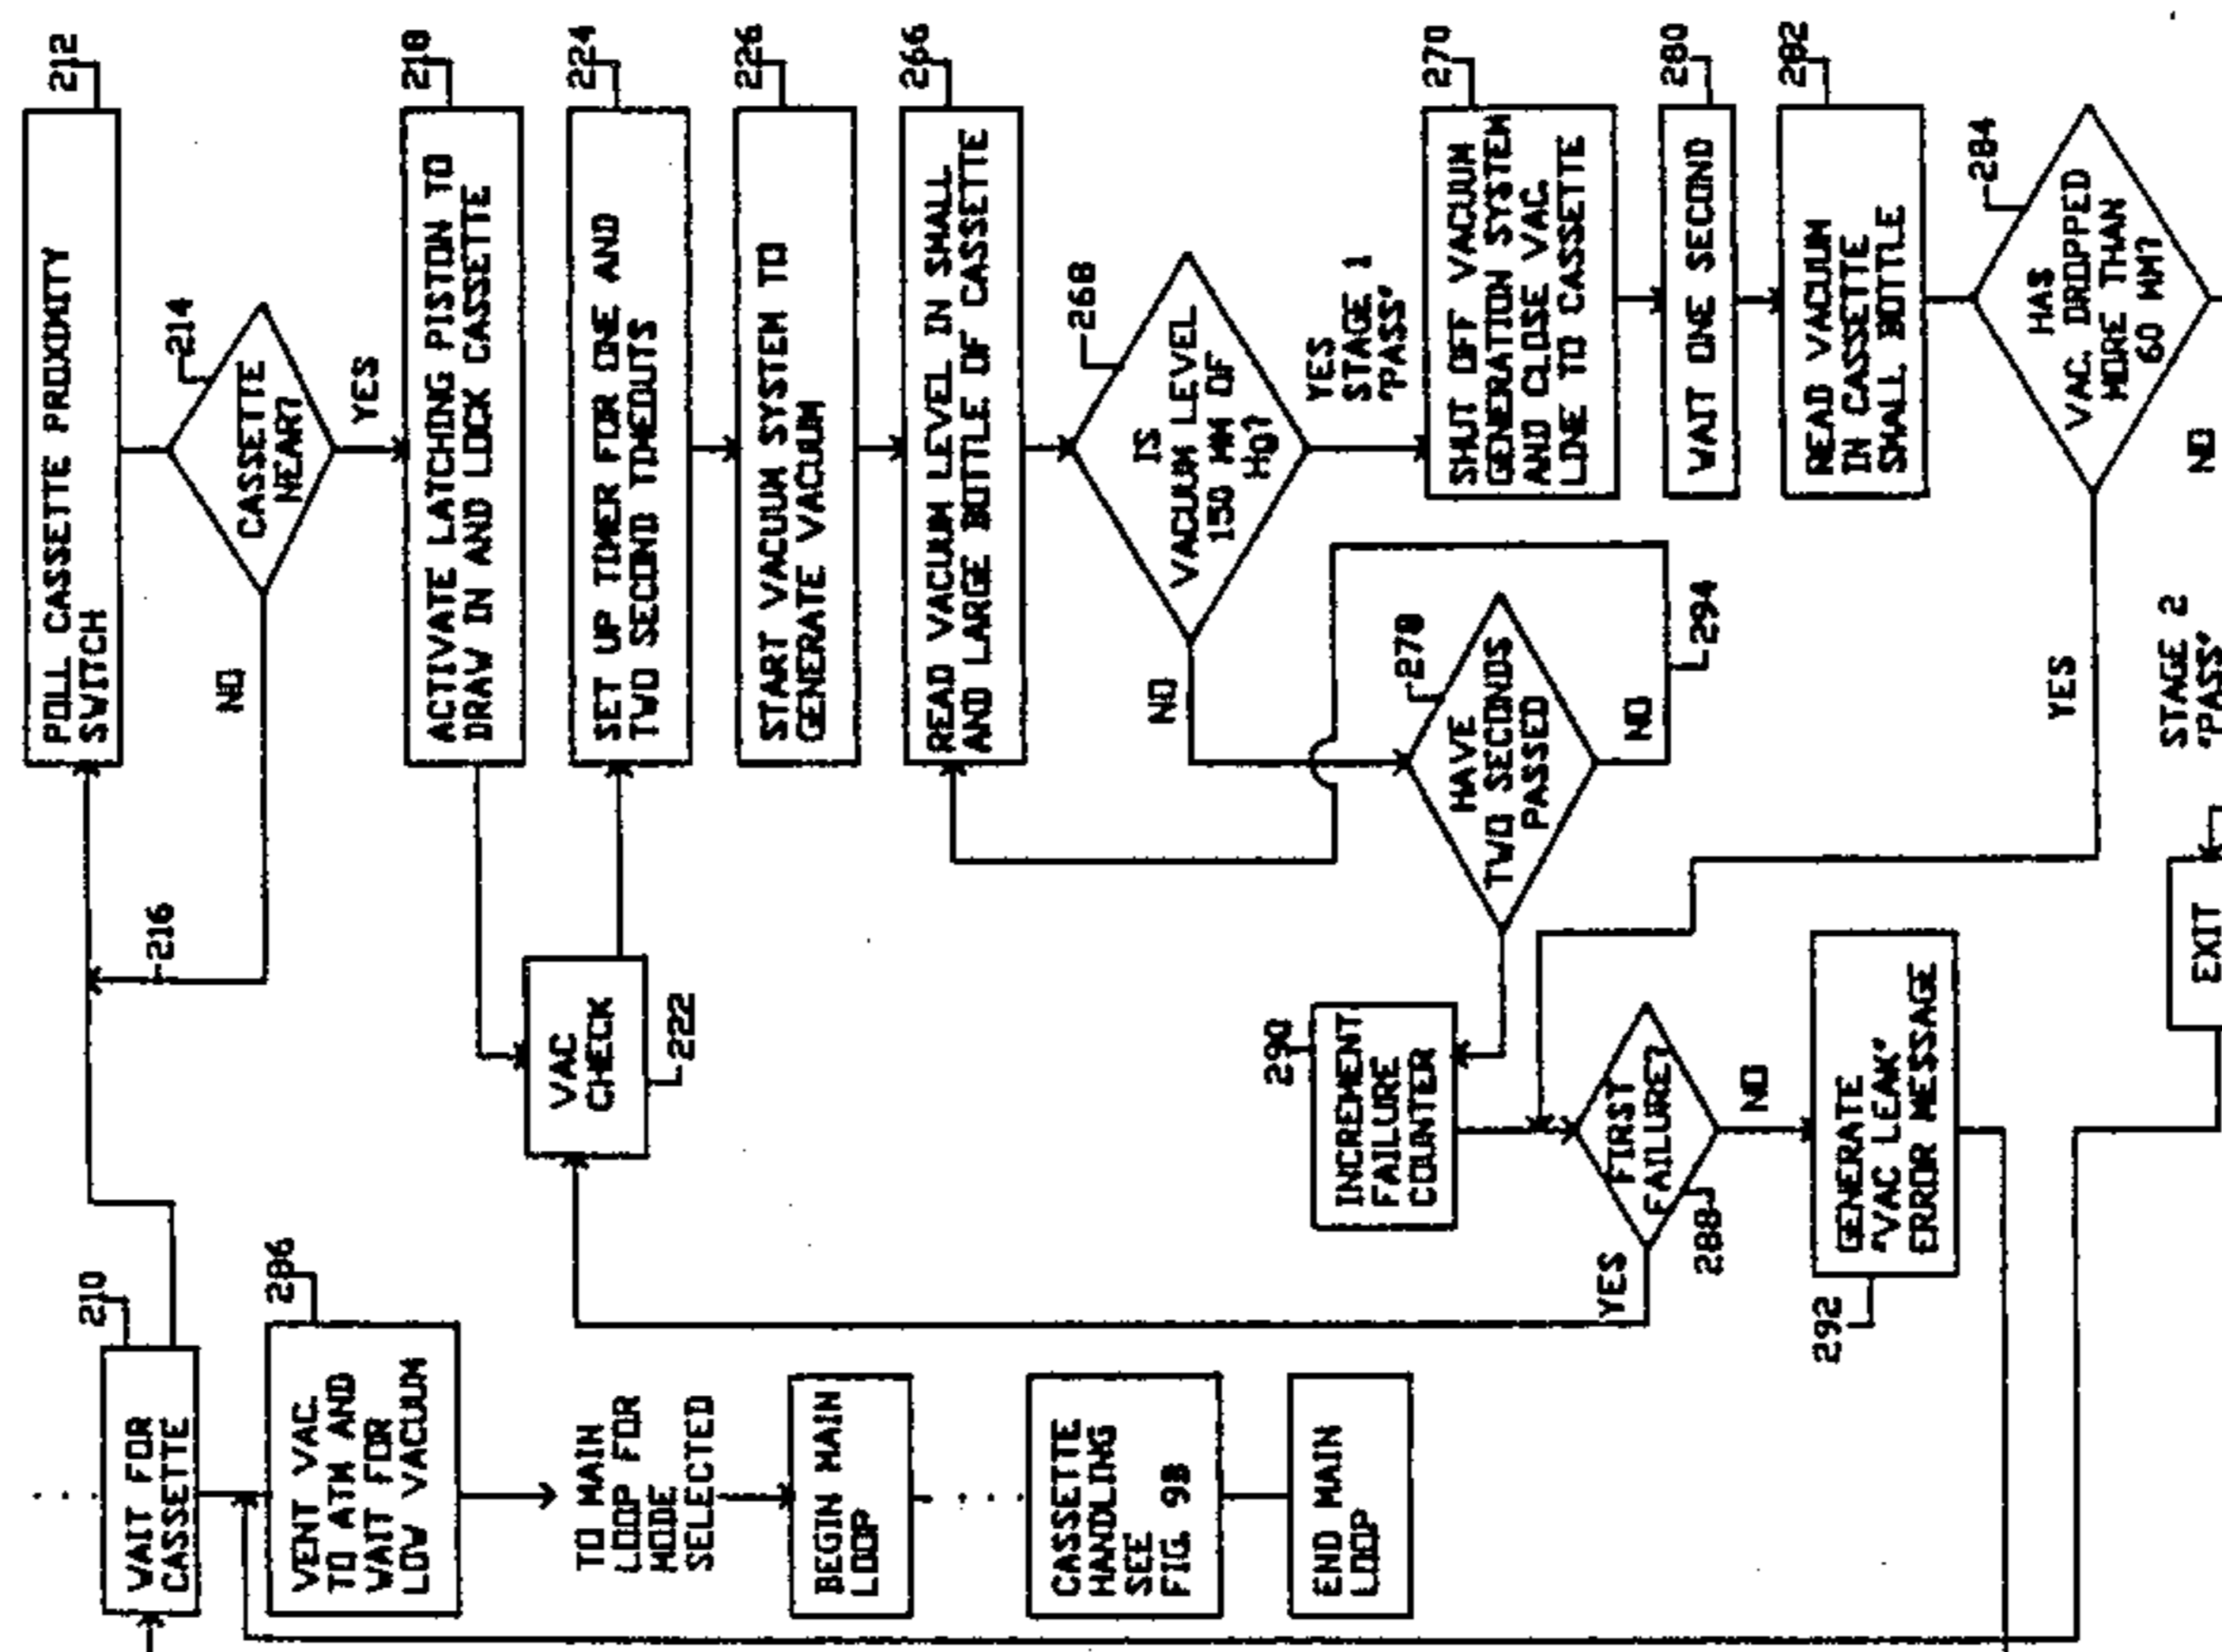 210
WAIT FOR
CASSETTE
286
VENT VAC.
TO ATM AND
WAIT FOR
LOW VACUUM
TO MAIN
LOOP FOR
MODE
SELECTED
BEGIN MAIN
LOOP
CASSETTE
HANDLING
SEE
FIG. 9B
END MAIN
LOOP
212
POLL CASSETTE PROXIMITY
SWITCH
214
CASSETTE
NEAR?
NO
YES
216
218
ACTIVATE LATCHING PISTON TO
DRAW IN AND LOCK CASSETTE
VAC
CHECK
222
224
SET UP TIMER FOR ONE AND
TWO SECOND TIMEOUTS
226
START VACUUM SYSTEM TO
GENERATE VACUUM
266
READ VACUUM LEVEL IN SMALL
AND LARGE BOTTLE OF CASSETTE
268
IS
VACUUM LEVEL
150 MM OF
HG?
NO
YES
STAGE 1
"PASS"
270
SHUT OFF VACUUM
GENERATION SYSTEM
AND CLOSE VAC.
LINE TO CASSETTE
278
HAVE
TWO SECONDS
PASSED
NO
294
280
WAIT ONE SECOND
282
READ VACUUM
IN CASSETTE
SMALL BOTTLE
284
HAS
VAC. DROPPED
MORE THAN
60 MM?
YES
NO
290
INCREMENT
FAILURE
COUNTER
FIRST
FAILURE?
288
YES
NO
GENERATE
"VAC LEAK"
ERROR MESSAGE
292
STAGE 2
"PASS"
EXIT